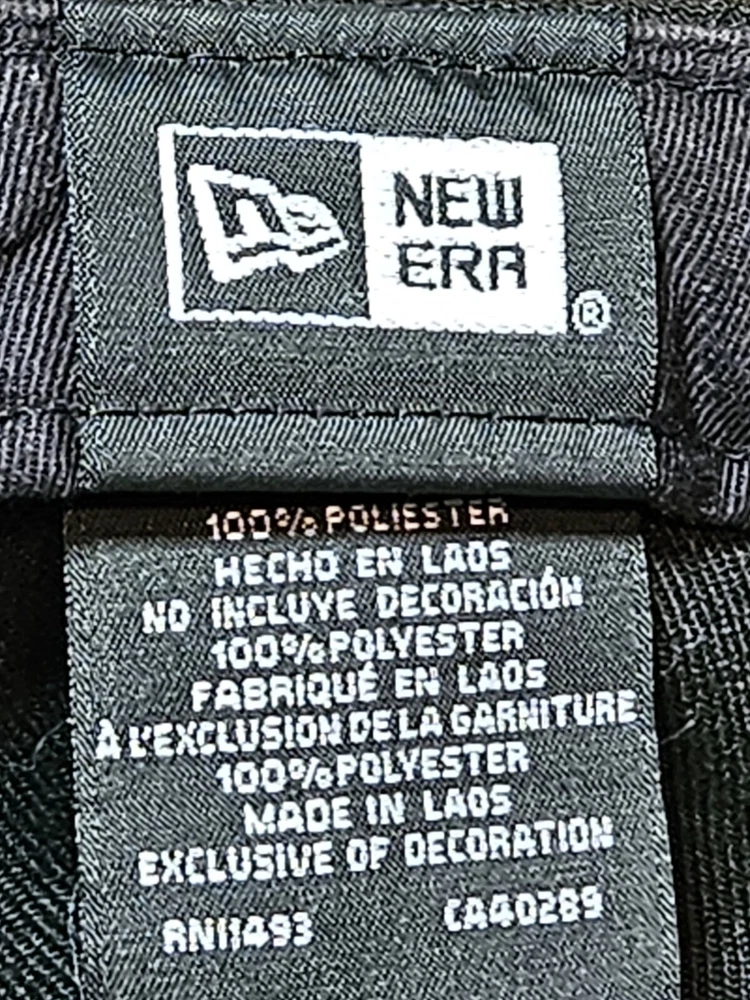 NEW
ERA
®
100% POLIESTER
HECHO EN LAOS
NO INCLUYE DECORACIÓN
100% POLYESTER
FABRIQUÉ EN LAOS
À L'EXCLUSION DE LA GARNITURE
100% POLYESTER
MADE IN LAOS
EXCLUSIVE OF DECORATION
RN11493 CA40289